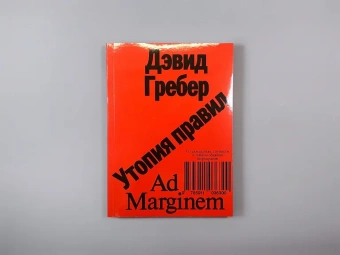 Дэвид
Гребер
Утопия правил
Ad
Marginem